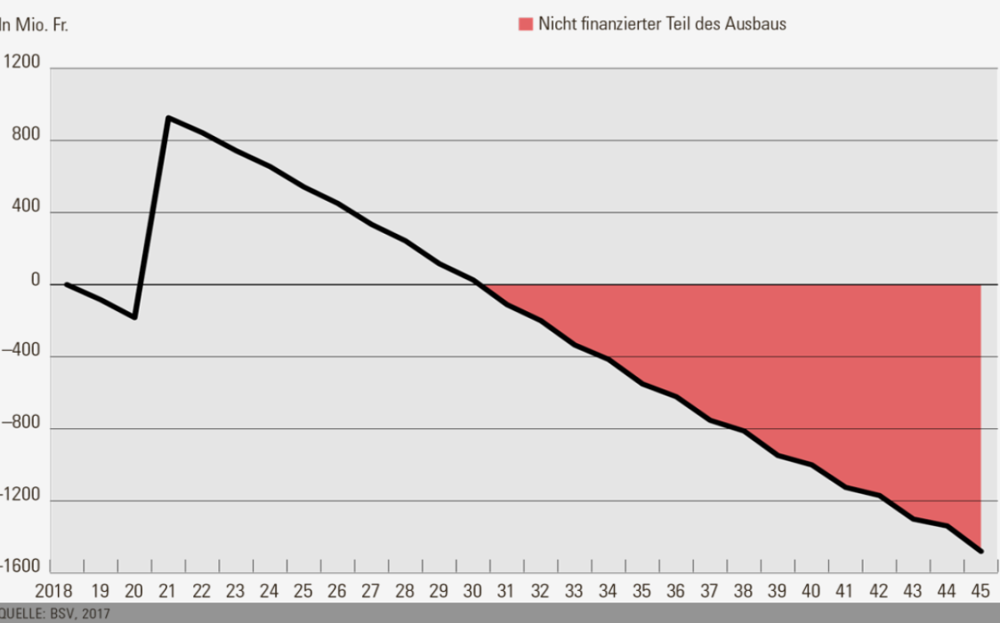 In Mio. Fr.
Nicht finanzierter Teil des Ausbaus
1200
800
400
0
–400
–800
-1200
-1600
2018 19 20 21 22 23 24 25 26 27 28 29 30 31 32 33 34 35 36 37 38 39 40 41 42 43 44 45
QUELLE: BSV, 2017